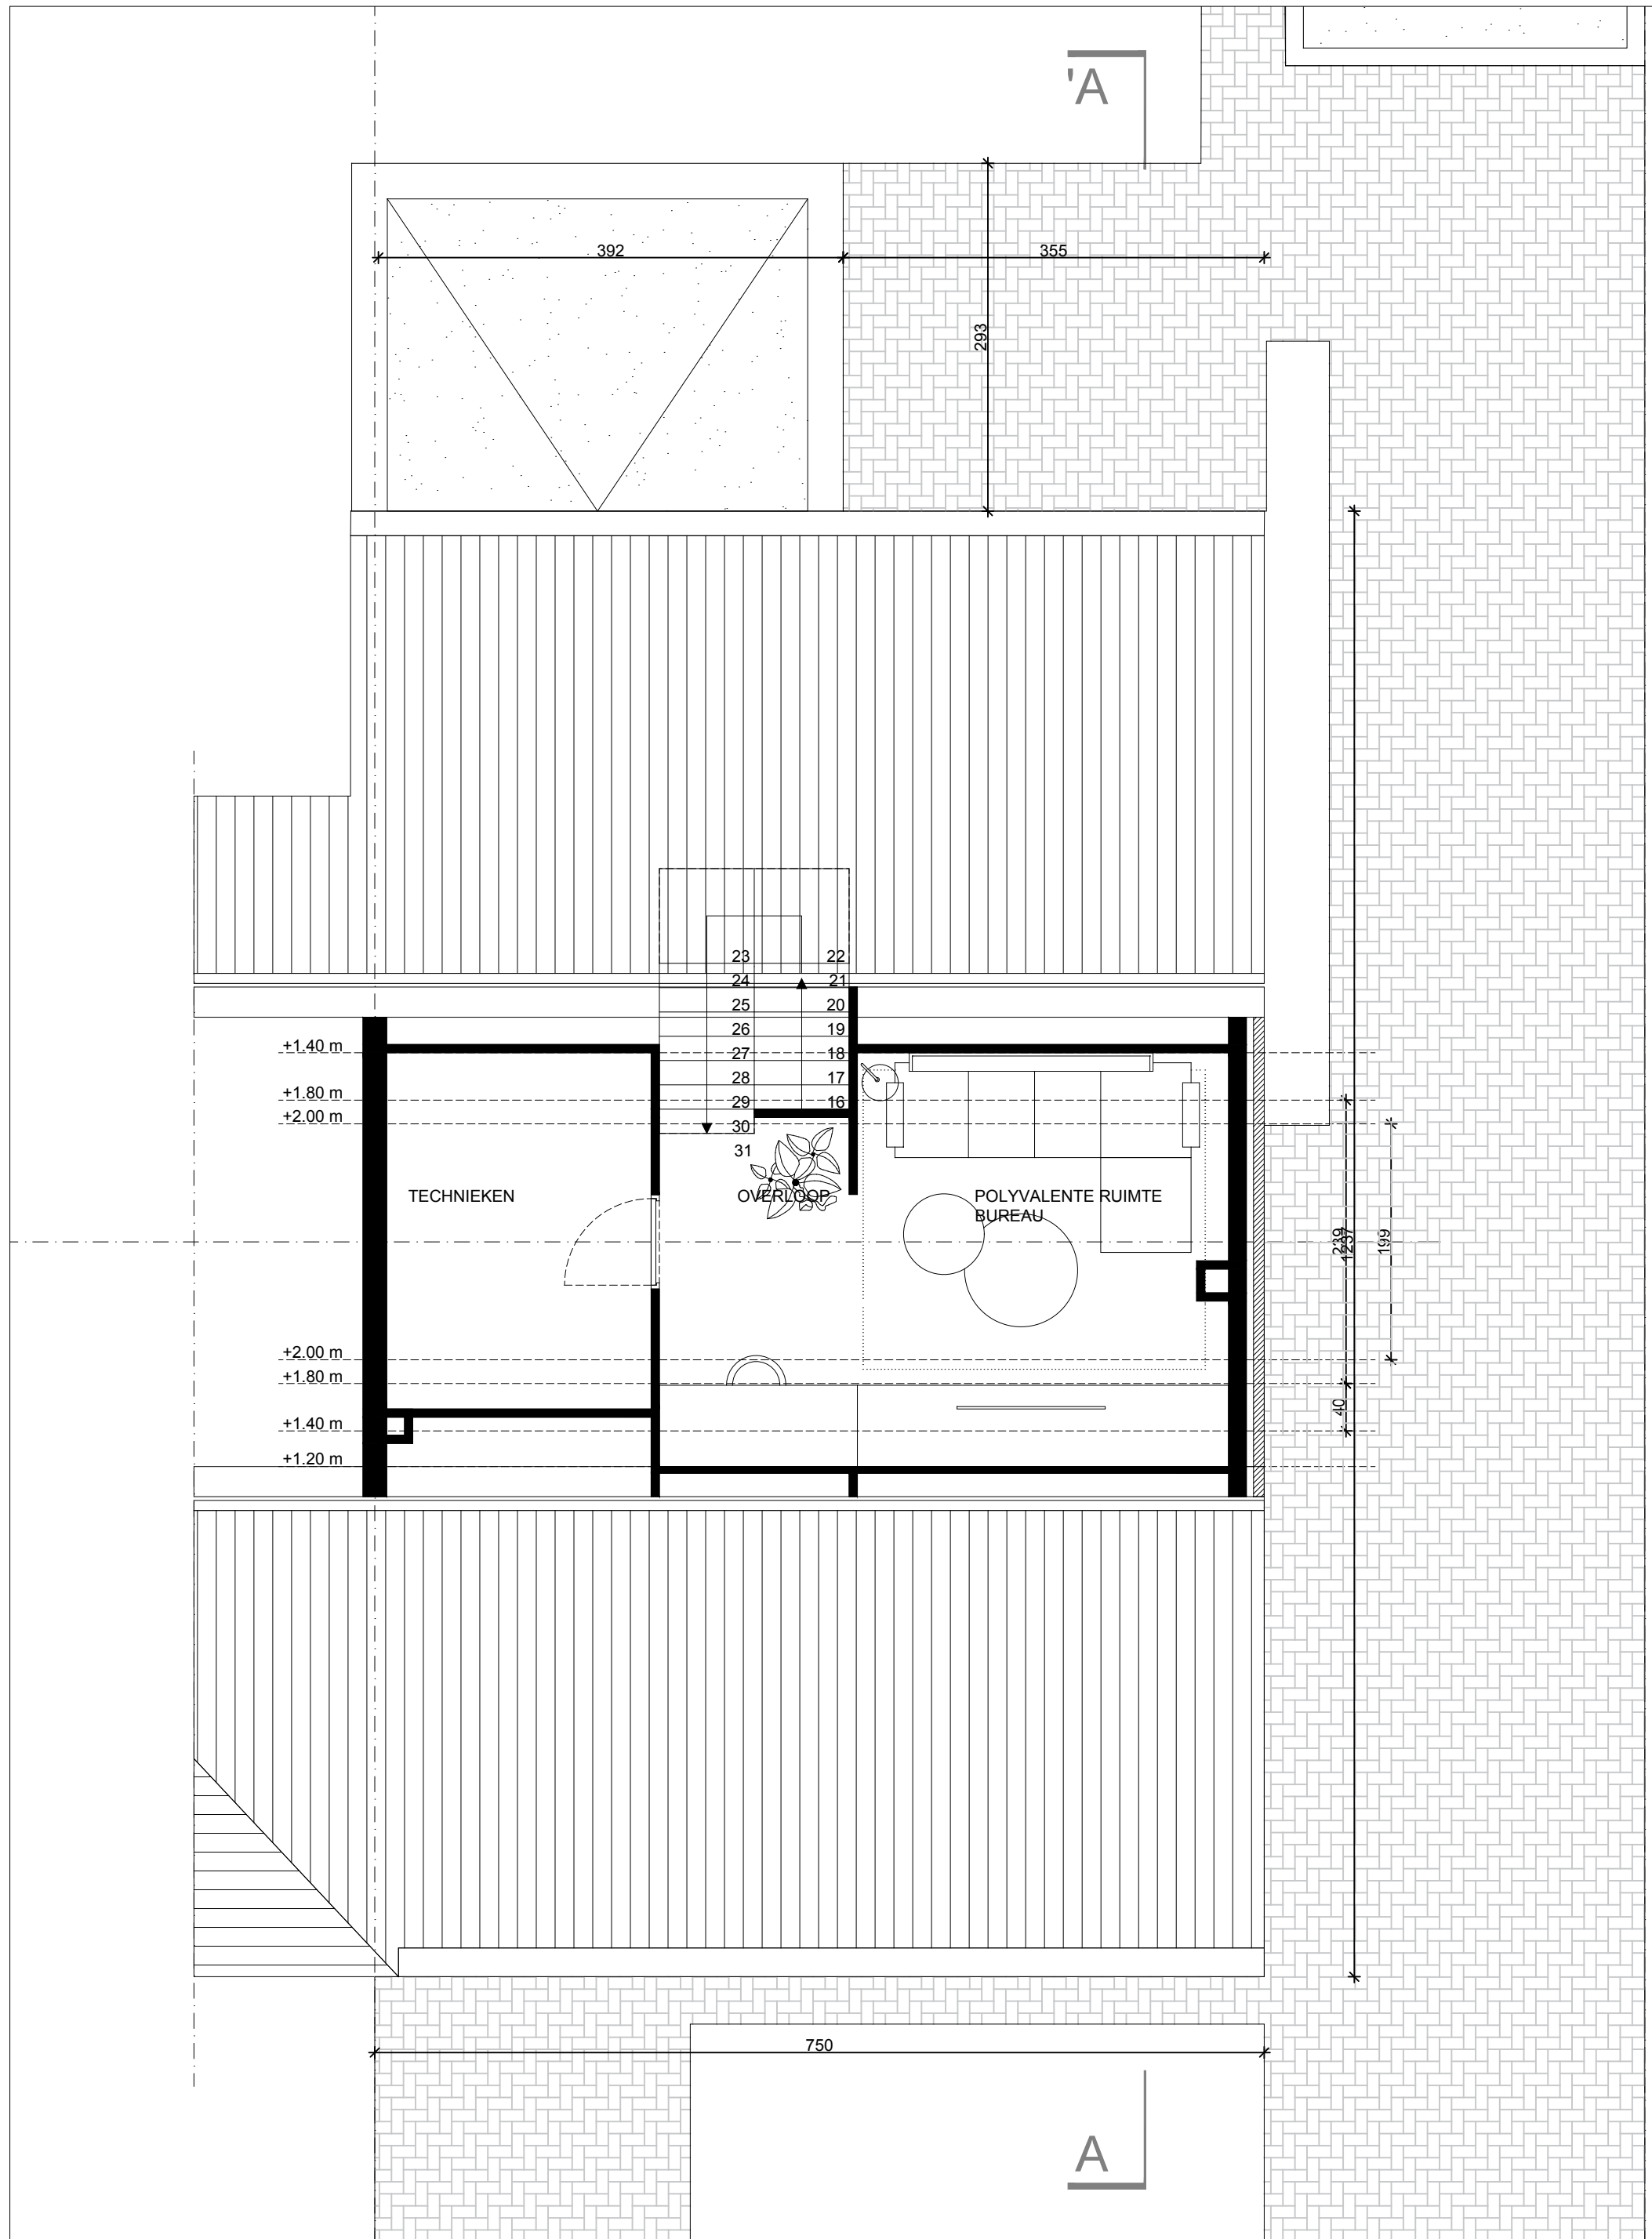 'A
392
355
293
23
22
24
21
25
20
26
19
+1.40 m
27
18
28
17
+1.80 m
29
16
+2.00 m
30
31
TECHNIEKEN
OVERLOOP
POLYVALENTE RUIMTE
BUREAU
239
1237
199
+2.00 m
+1.80 m
40
+1.40 m
+1.20 m
750
A